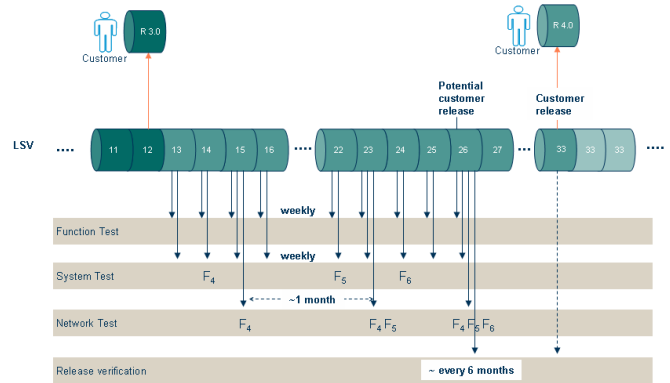 R 3.0
R 4.0
Customer
Customer
Potential
customer
release
Customer
release
LSV
....
11
12
13
14
15
16
....
22
23
24
25
26
27
...
33
33
33
....
weekly
Function Test
weekly
System Test
F4
F5
F6
~1 month
Network Test
F4
F4 F5
F4 F5 F6
Release verification
~ every 6 months